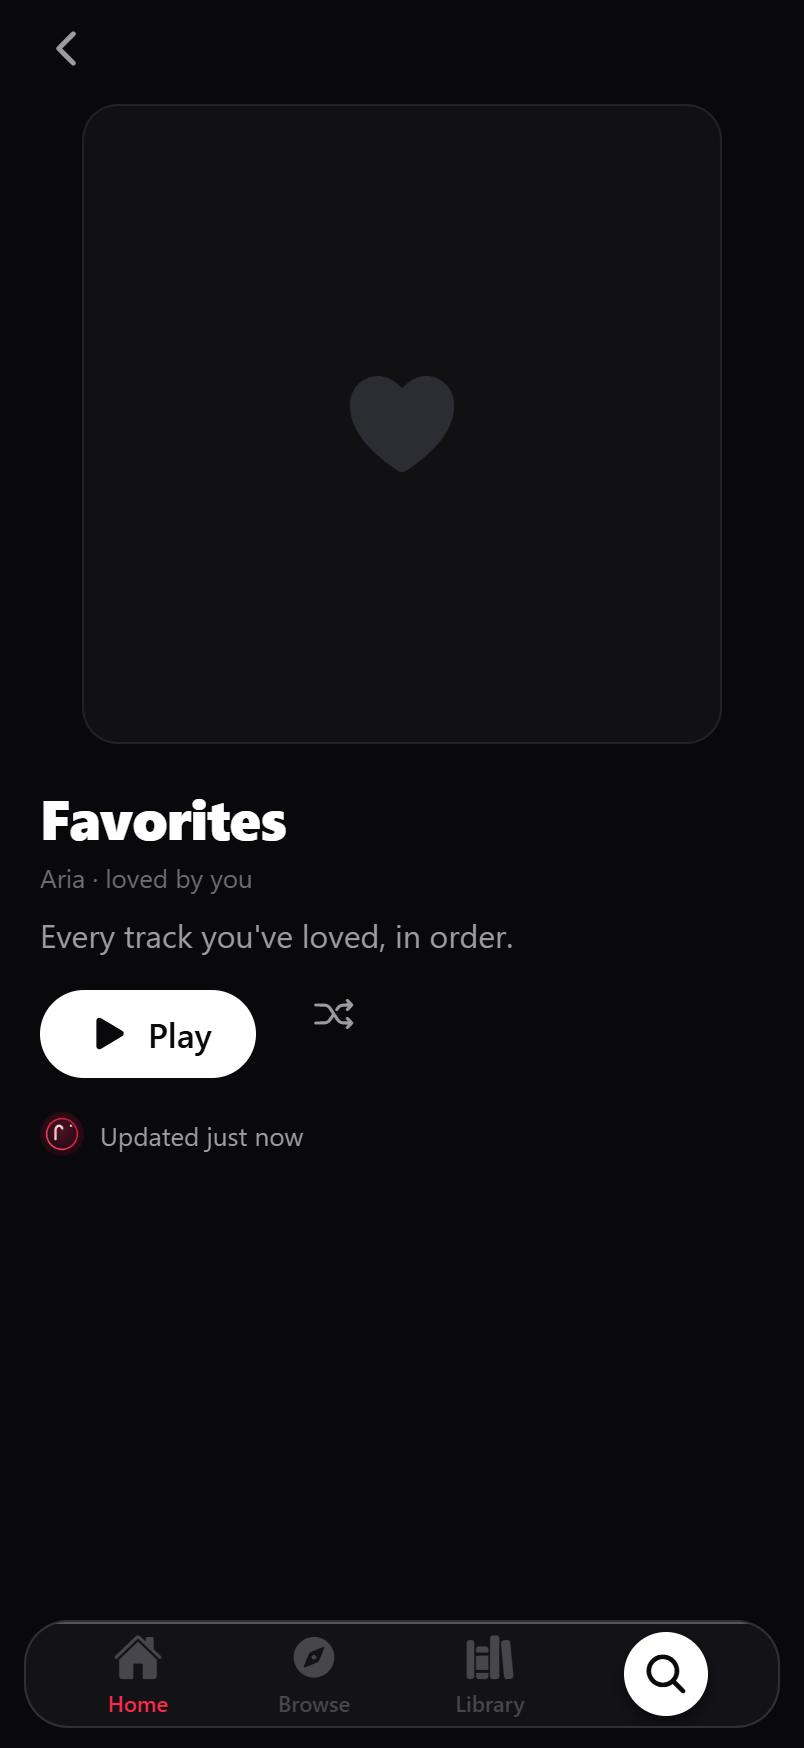 Favorites
Aria · loved by you
Every track you've loved, in order.
Play
Updated just now
Home
Browse
Library